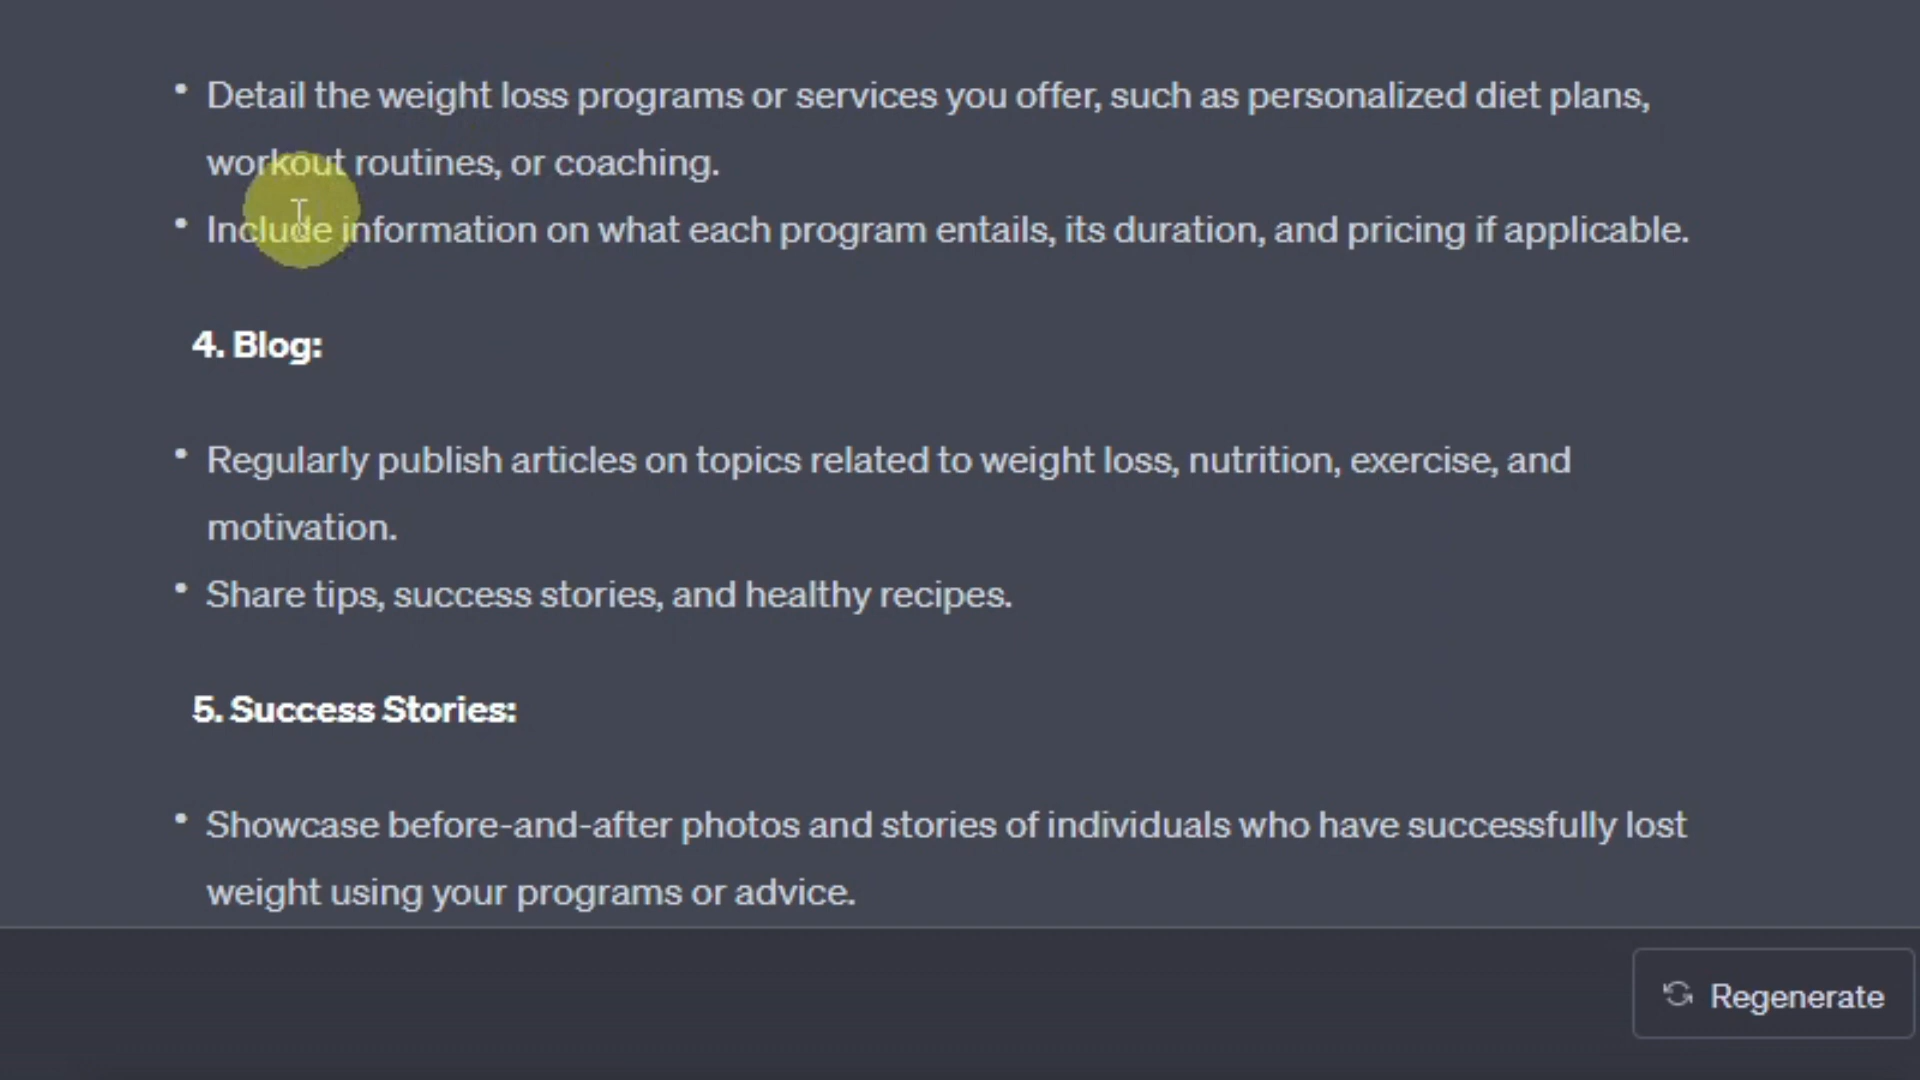 • Detail the weight loss programs or services you offer, such as personalized diet plans,
workout routines, or coaching.
• Include information on what each program entails, its duration, and pricing if applicable.
4. Blog:
• Regularly publish articles on topics related to weight loss, nutrition, exercise, and
motivation.
• Share tips, success stories, and healthy recipes.
5. Success Stories:
• Showcase before-and-after photos and stories of individuals who have successfully lost
weight using your programs or advice.
Regenerate